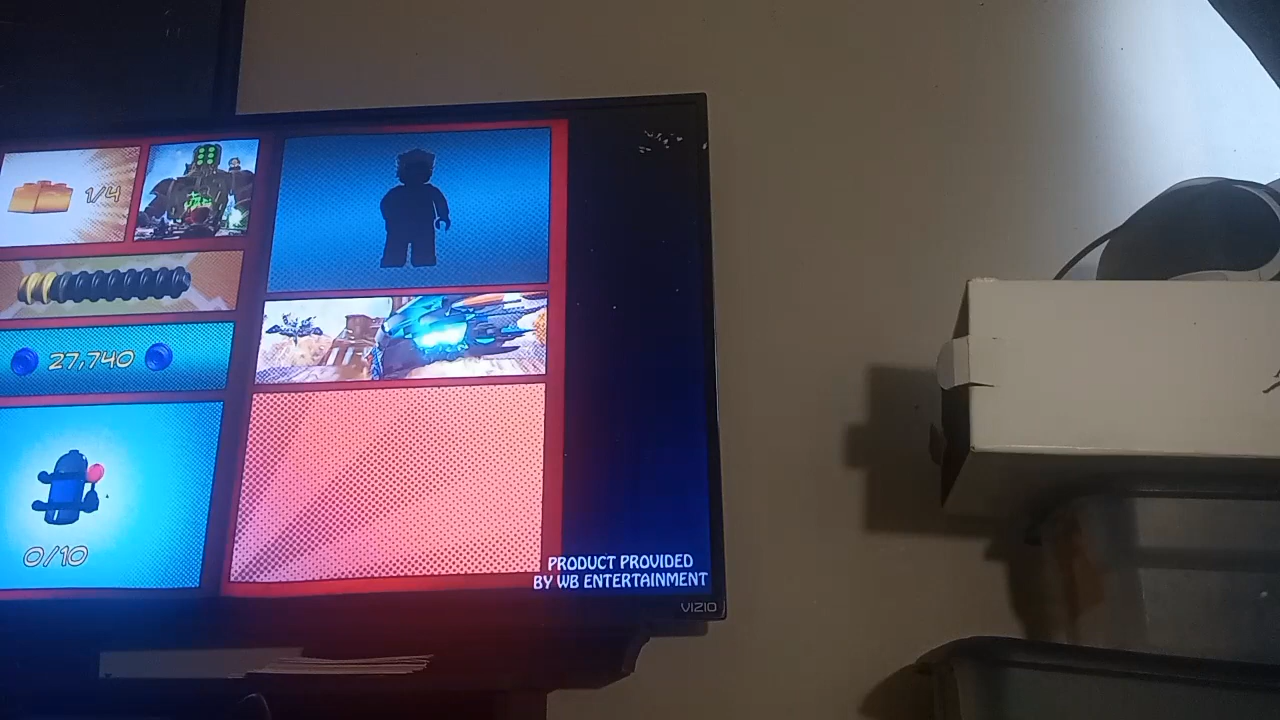 1/4
27,740
0/10
PRODUCT PROVIDED
BY WB ENTERTAINMENT
VIZIO